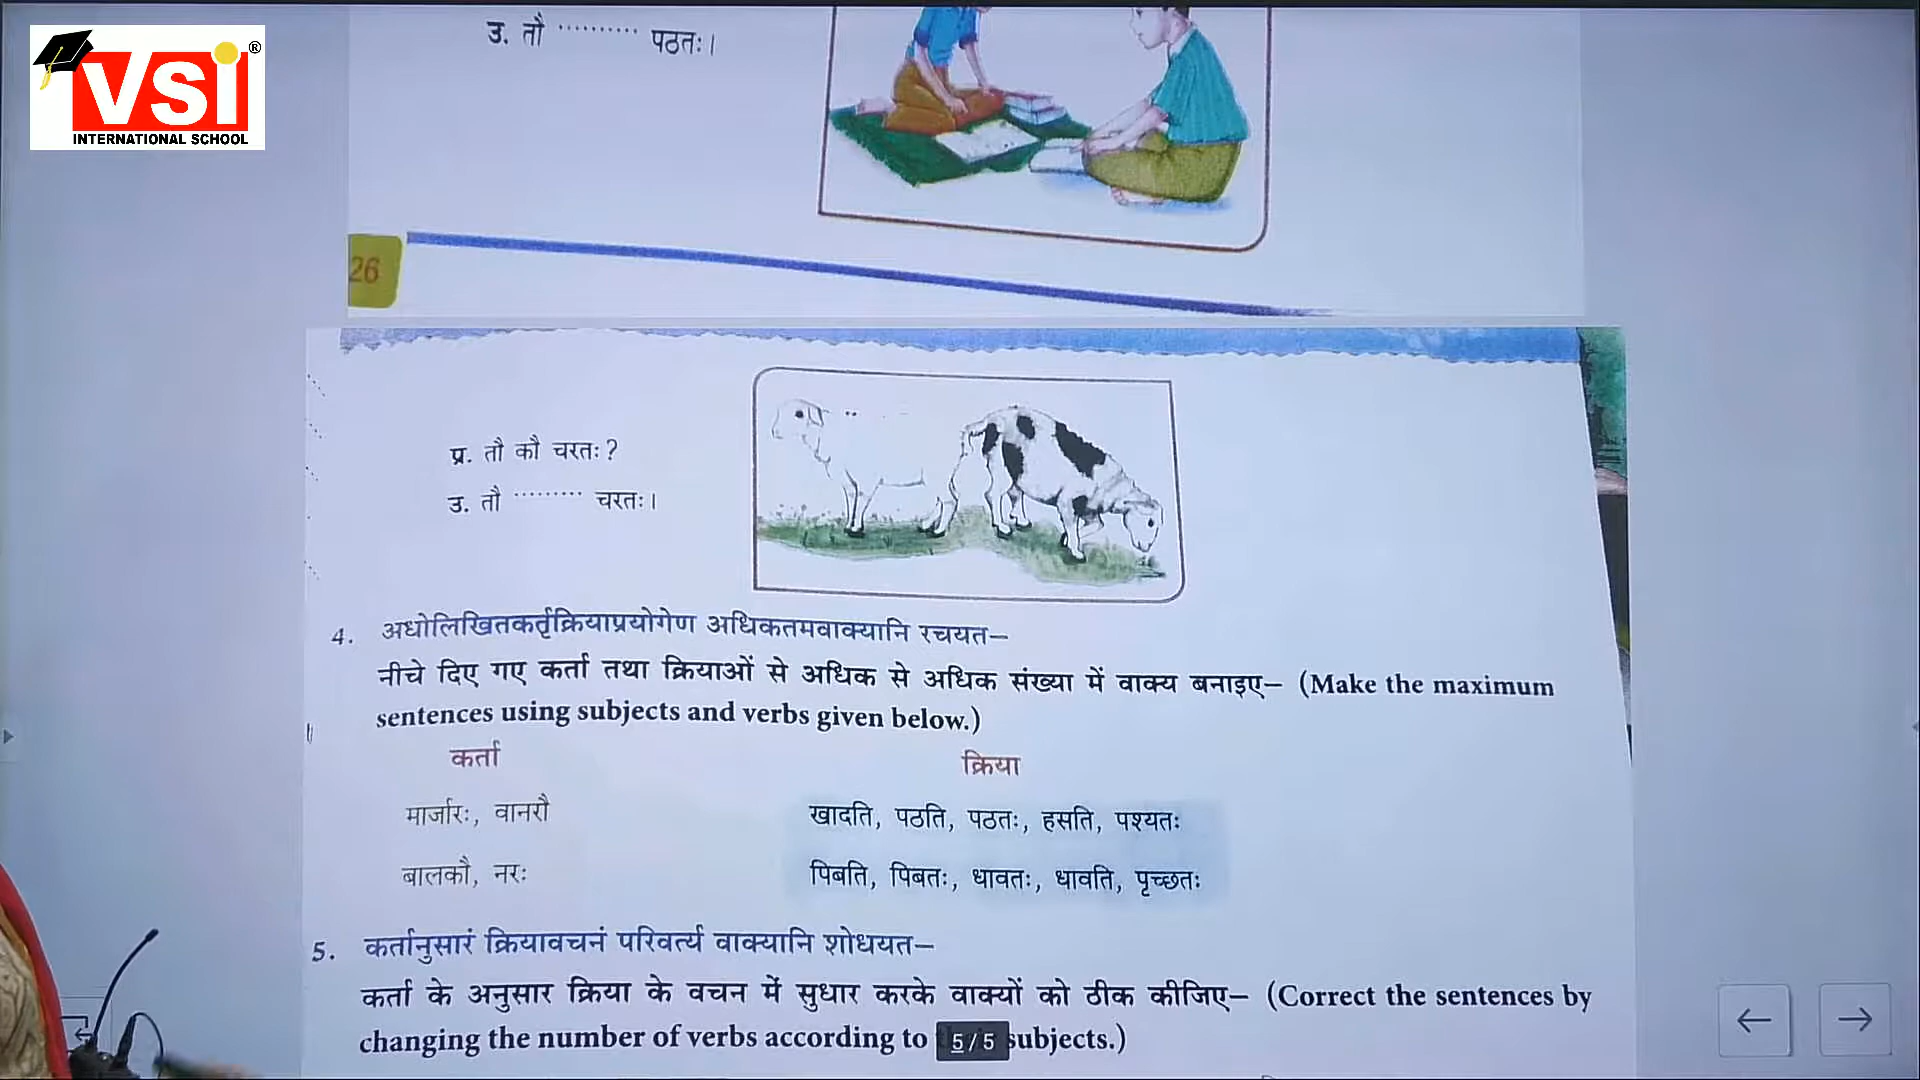 VSI ®
INTERNATIONAL SCHOOL
उ. तौ ·········· पठतः।
26
प्र. तौ कौ चरतः?
उ. तौ ········· चरतः।
4. अधोलिखितकर्तृक्रियाप्रयोगेण अधिकतमवाक्यानि रचयत–
नीचे दिए गए कर्ता तथा क्रियाओं से अधिक से अधिक संख्या में वाक्य बनाइए– (Make the maximum
sentences using subjects and verbs given below.)
कर्ता क्रिया
मार्जारः, वानरौ खादति, पठति, पठतः, हसति, पश्यतः
बालकौ, नरः पिबति, पिबतः, धावतः, धावति, पृच्छतः
5. कर्तानुसारं क्रियावचनं परिवर्त्य वाक्यानि शोधयत–
कर्ता के अनुसार क्रिया के वचन में सुधार करके वाक्यों को ठीक कीजिए– (Correct the sentences by
changing the number of verbs according to subjects.)
5 / 5